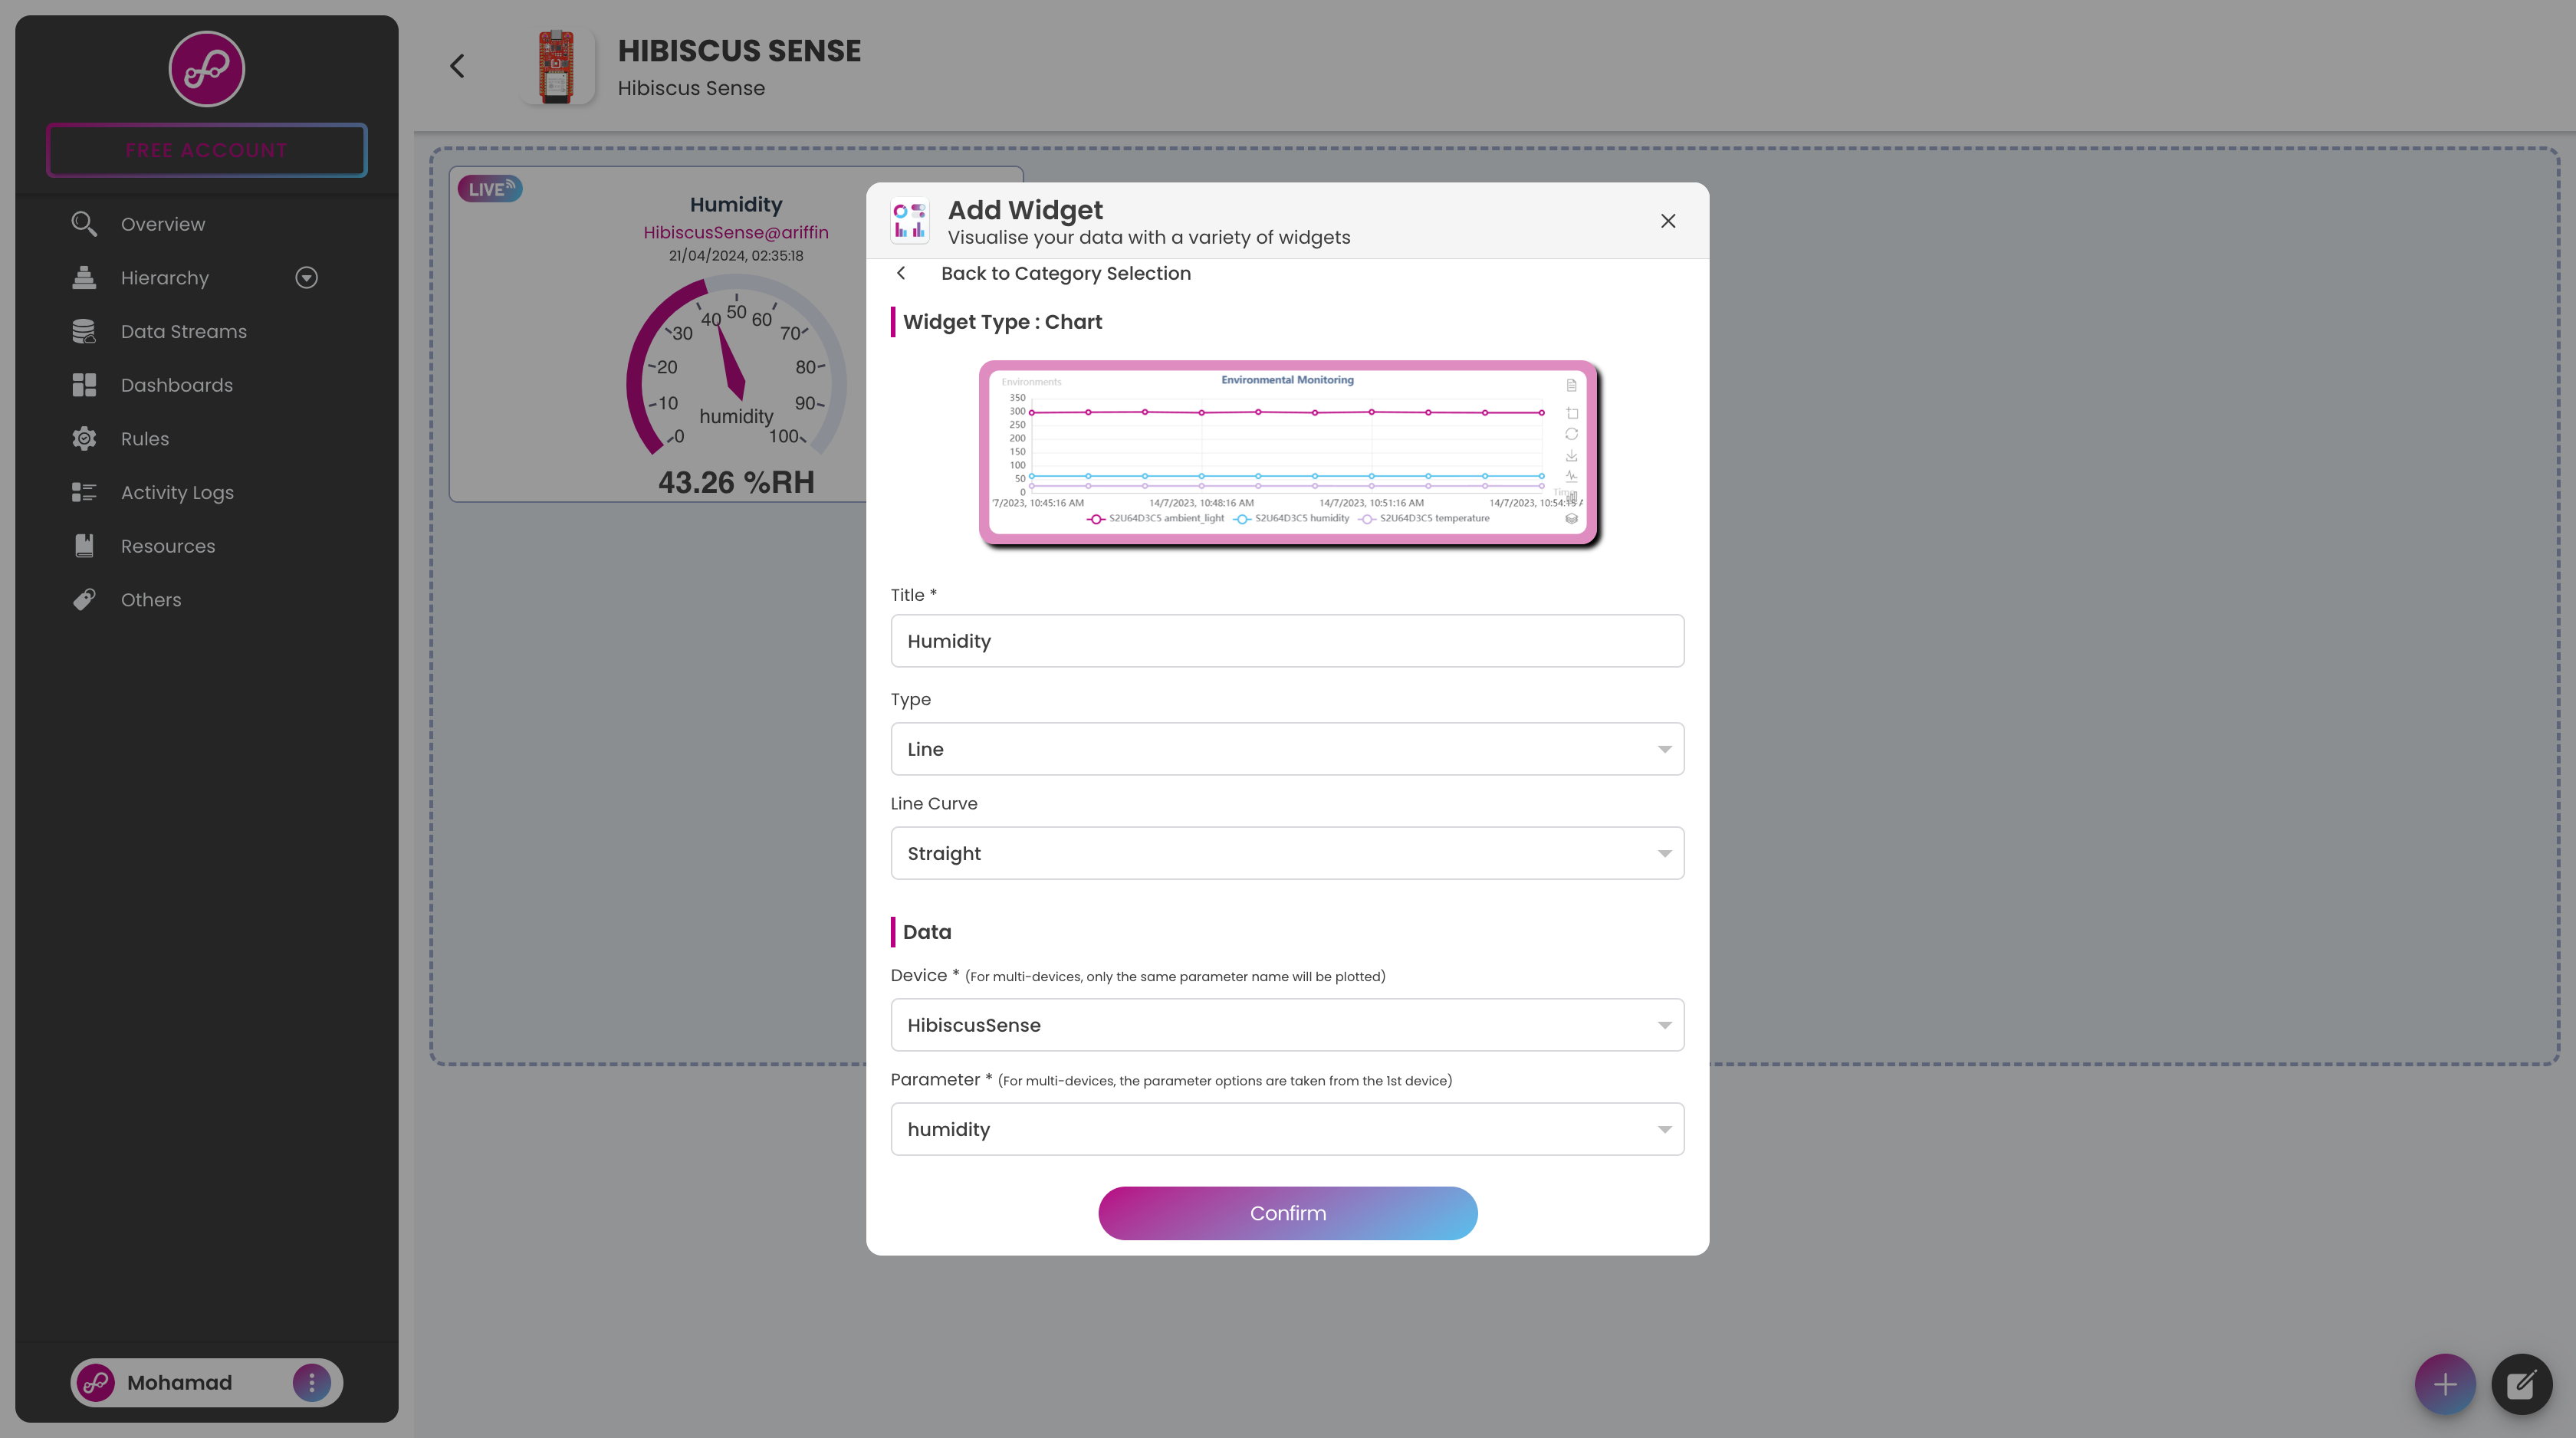 FREE ACCOUNT
Overview
Hierarchy
Data Streams
Dashboards
Rules
Activity Logs
Resources
Others
Mohamad
HIBISCUS SENSE
Hibiscus Sense
LIVE
Humidity
HibiscusSense@ariffin
21/04/2024, 02:35:18
0
10
20
30
40
50
60
70
80
90
100
humidity
43.26 %RH
Add Widget
Visualise your data with a variety of widgets
Back to Category Selection
Widget Type : Chart
Environments
Environmental Monitoring
350
300
250
200
150
100
50
0
7/2023, 10:45:16 AM 14/7/2023, 10:48:16 AM 14/7/2023, 10:51:16 AM 14/7/2023, 10:54:15 A
S2U64D3C5 ambient_light S2U64D3C5 humidity S2U64D3C5 temperature
Title *
Humidity
Type
Line
Line Curve
Straight
Data
Device * (For multi-devices, only the same parameter name will be plotted)
HibiscusSense
Parameter * (For multi-devices, the parameter options are taken from the 1st device)
humidity
Confirm